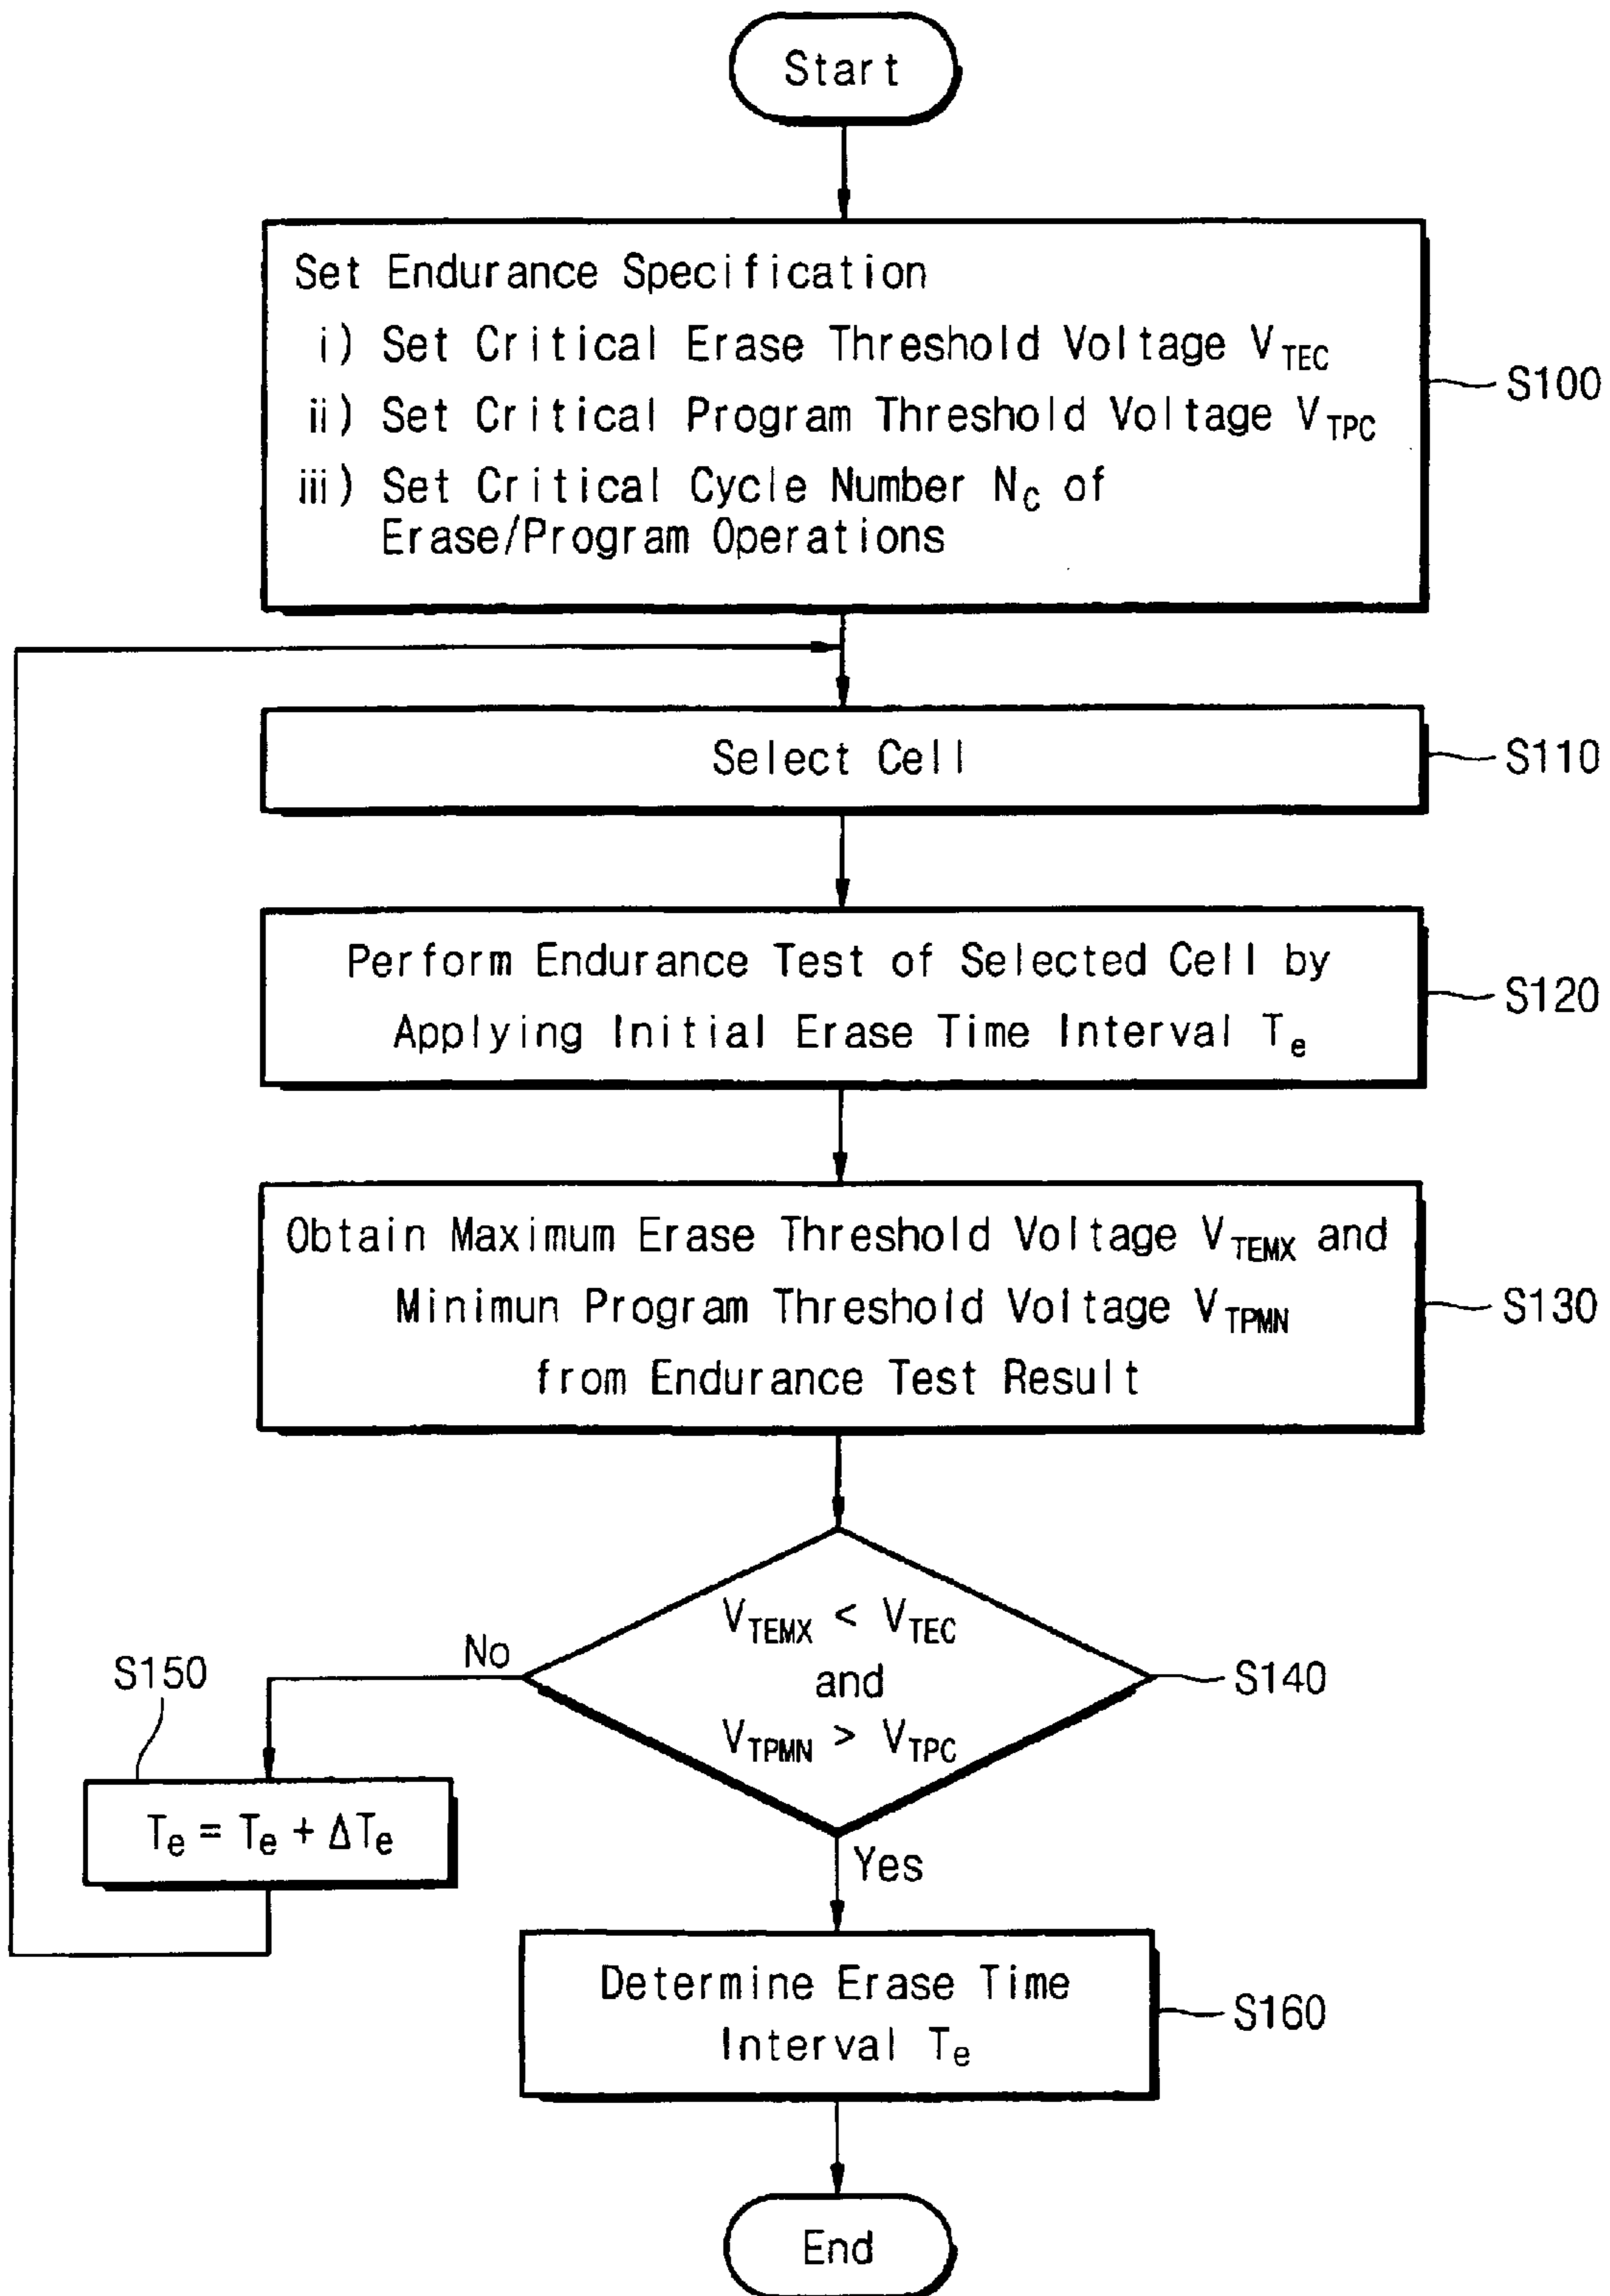 Start
Set Endurance Specification
i) Set Critical Erase Threshold Voltage V_TEC
ii) Set Critical Program Threshold Voltage V_TPC
iii) Set Critical Cycle Number N_C of
Erase/Program Operations
S100
Select Cell
S110
Perform Endurance Test of Selected Cell by
Applying Initial Erase Time Interval T_e
S120
Obtain Maximum Erase Threshold Voltage V_TEMX and
Minimun Program Threshold Voltage V_TPMN
from Endurance Test Result
S130
V_TEMX < V_TEC
and
V_TPMN > V_TPC
S140
No
S150
T_e = T_e + ΔT_e
Yes
Determine Erase Time
Interval T_e
S160
End